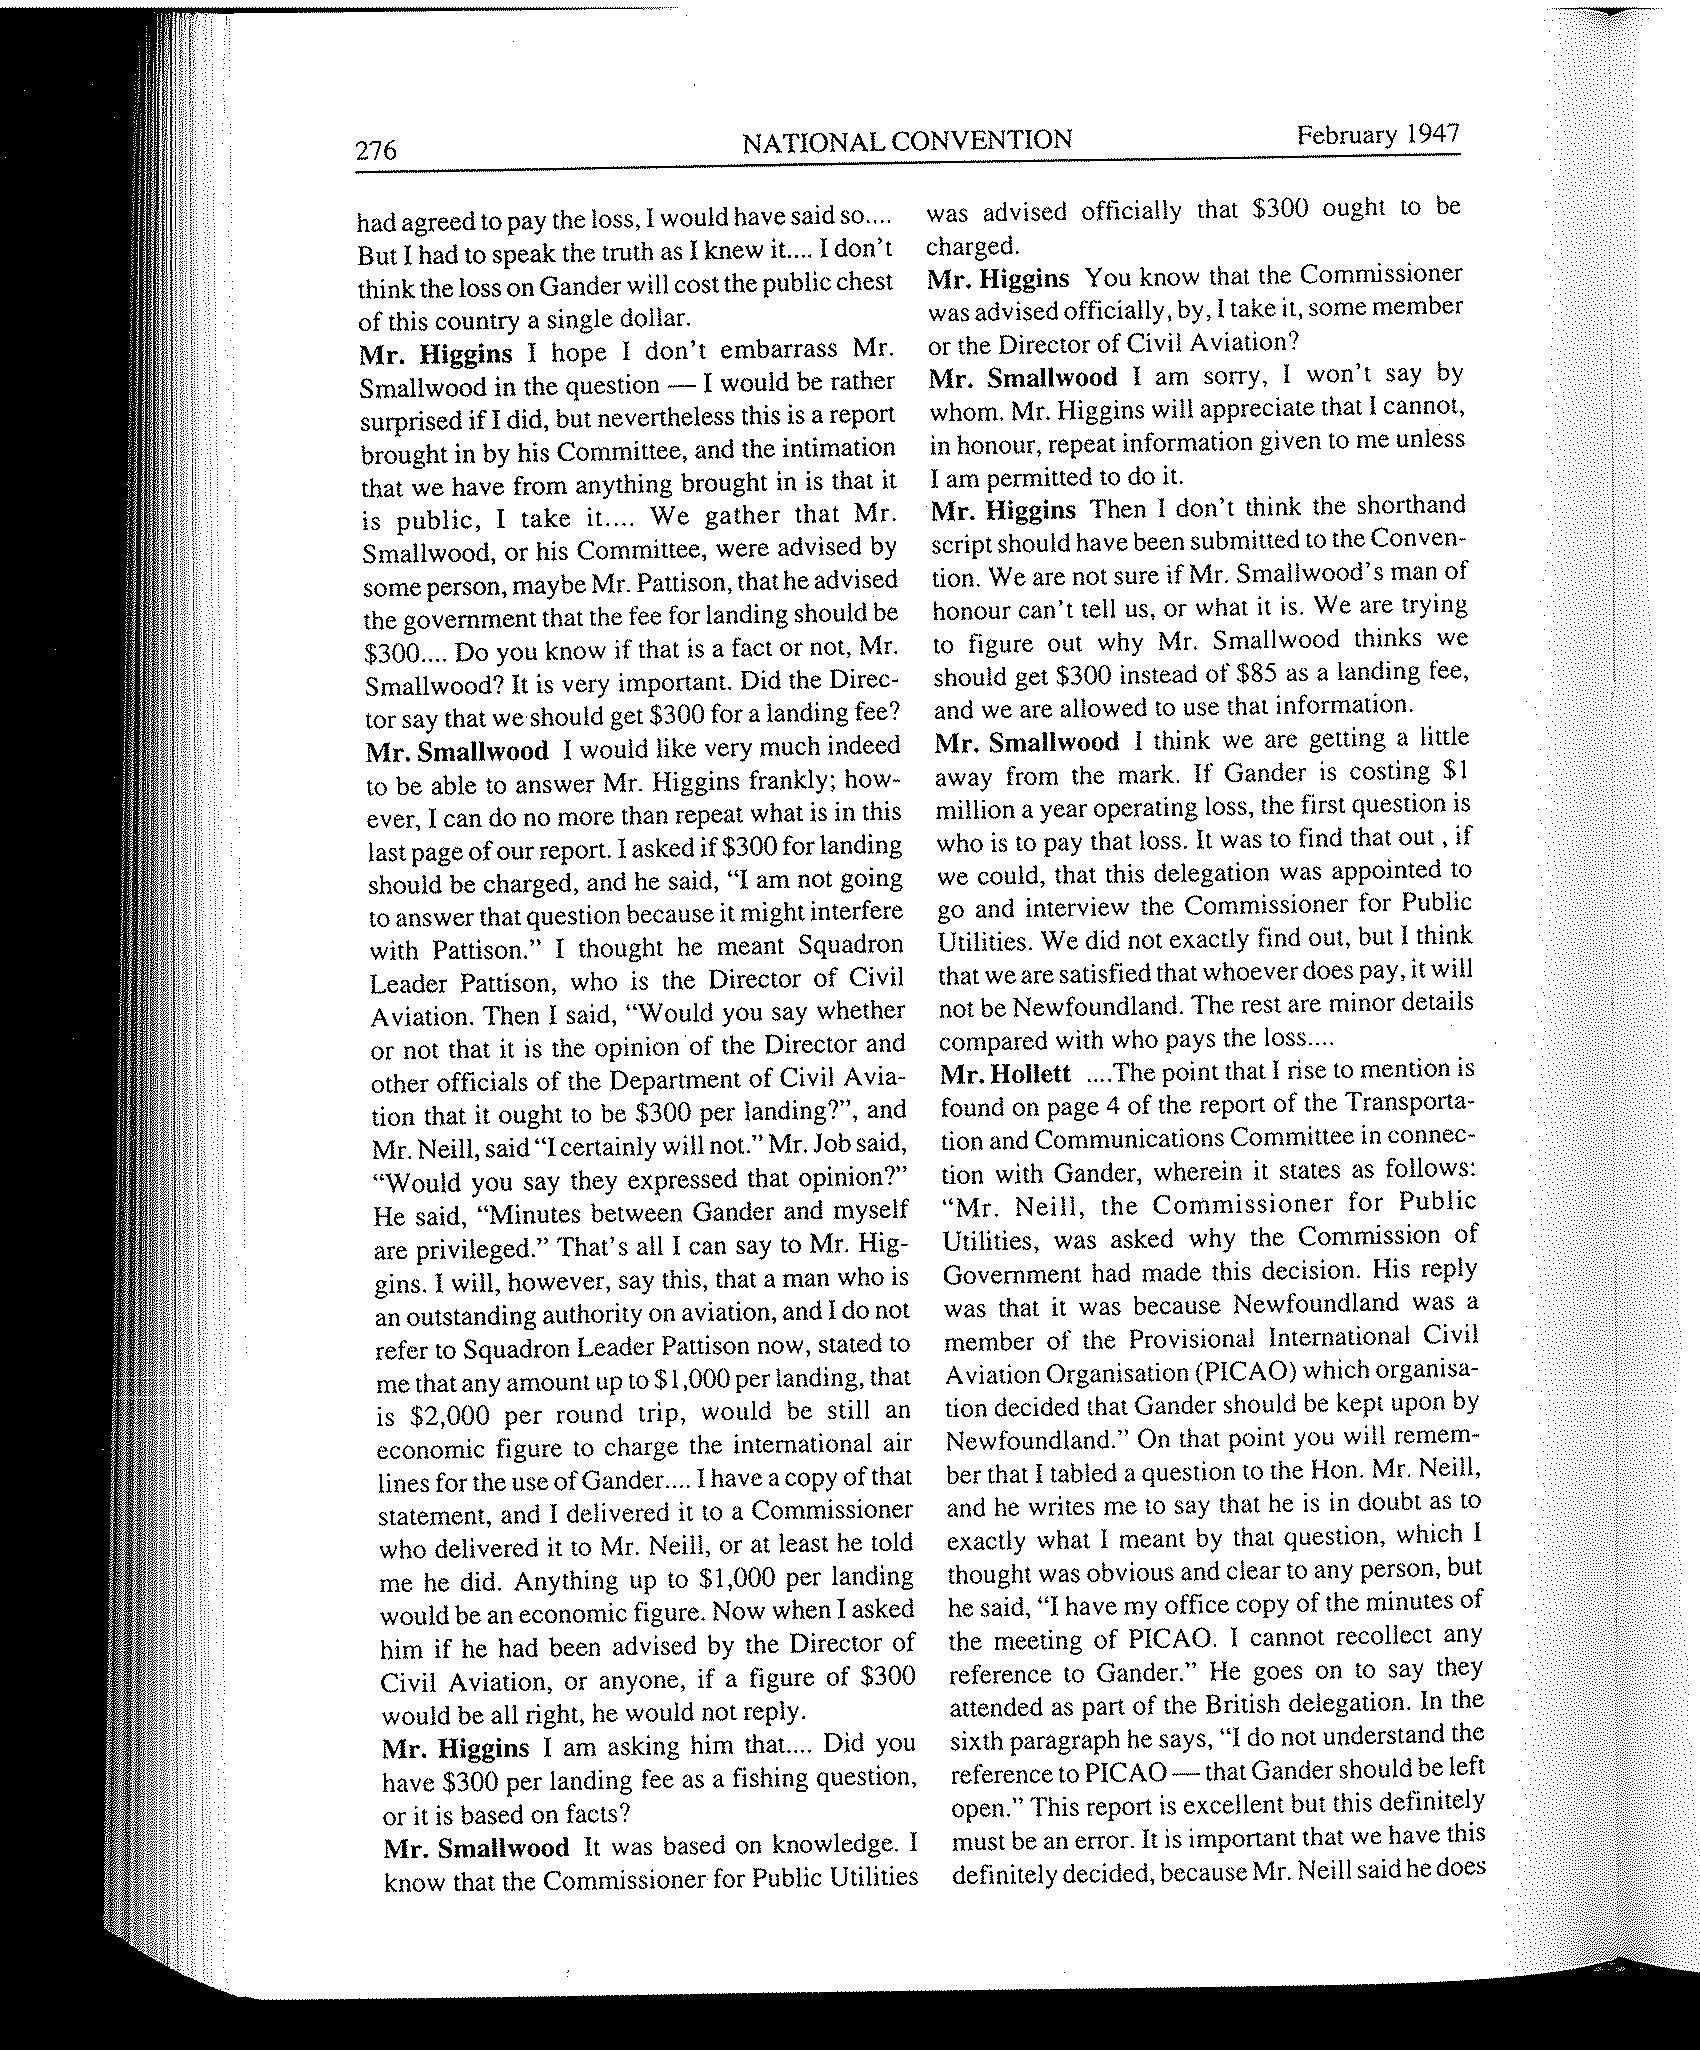 276
NATIONAL CONVENTION
February 1947
had agreed to pay the loss, I would have said so....
But I had to speak the truth as I knew it.... I don't
think the loss on Gander will cost the public chest
of this country a single dollar.
Mr. Higgins I hope I don't embarrass Mr.
Smallwood in the question — I would be rather
surprised if I did, but nevertheless this is a report
brought in by his Committee, and the intimation
that we have from anything brought in is that it
is public, I take it.... We gather that Mr.
Smallwood, or his Committee, were advised by
some person, maybe Mr. Pattison, that he advised
the government that the fee for landing should be
$300.... Do you know if that is a fact or not, Mr.
Smallwood? It is very important. Did the Direc-
tor say that we should get $300 for a landing fee?
Mr. Smallwood I would like very much indeed
to be able to answer Mr. Higgins frankly; how-
ever, I can do no more than repeat what is in this
last page of our report. I asked if $300 for landing
should be charged, and he said, "I am not going
to answer that question because it might interfere
with Pattison." I thought he meant Squadron
Leader Pattison, who is the Director of Civil
Aviation. Then I said, "Would you say whether
or not that it is the opinion of the Director and
other officials of the Department of Civil Avia-
tion that it ought to be $300 per landing?", and
Mr. Neill, said "I certainly will not." Mr. Job said,
"Would you say they expressed that opinion?"
He said, "Minutes between Gander and myself
are privileged." That's all I can say to Mr. Hig-
gins. I will, however, say this, that a man who is
an outstanding authority on aviation, and I do not
refer to Squadron Leader Pattison now, stated to
me that any amount up to $1,000 per landing, that
is $2,000 per round trip, would be still an
economic figure to charge the international air
lines for the use of Gander.... I have a copy of that
statement, and I delivered it to a Commissioner
who delivered it to Mr. Neill, or at least he told
me he did. Anything up to $1,000 per landing
would be an economic figure. Now when I asked
him if he had been advised by the Director of
Civil Aviation, or anyone, if a figure of $300
would be all right, he would not reply.
Mr. Higgins I am asking him that.... Did you
have $300 per landing fee as a fishing question,
or it is based on facts?
Mr. Smallwood It was based on knowledge. I
know that the Commissioner for Public Utilities
was advised officially that $300 ought to be
charged.
Mr. Higgins You know that the Commissioner
was advised officially, by, I take it, some member
or the Director of Civil Aviation?
Mr. Smallwood I am sorry, I won't say by
whom. Mr. Higgins will appreciate that I cannot,
in honour, repeat information given to me unless
I am permitted to do it.
Mr. Higgins Then I don't think the shorthand
script should have been submitted to the Conven-
tion. We are not sure if Mr. Smallwood's man of
honour can't tell us, or what it is. We are trying
to figure out why Mr. Smallwood thinks we
should get $300 instead of $85 as a landing fee,
and we are allowed to use that information.
Mr. Smallwood I think we are getting a little
away from the mark. If Gander is costing $1
million a year operating loss, the first question is
who is to pay that loss. It was to find that out , if
we could, that this delegation was appointed to
go and interview the Commissioner for Public
Utilities. We did not exactly find out, but I think
that we are satisfied that whoever does pay, it will
not be Newfoundland. The rest are minor details
compared with who pays the loss....
Mr. Hollett ....The point that I rise to mention is
found on page 4 of the report of the Transporta-
tion and Communications Committee in connec-
tion with Gander, wherein it states as follows:
"Mr. Neill, the Commissioner for Public
Utilities, was asked why the Commission of
Government had made this decision. His reply
was that it was because Newfoundland was a
member of the Provisional International Civil
Aviation Organisation (PICAO) which organisa-
tion decided that Gander should be kept upon by
Newfoundland." On that point you will remem-
ber that I tabled a question to the Hon. Mr. Neill,
and he writes me to say that he is in doubt as to
exactly what I meant by that question, which I
thought was obvious and clear to any person, but
he said, "I have my office copy of the minutes of
the meeting of PICAO. I cannot recollect any
reference to Gander." He goes on to say they
attended as part of the British delegation. In the
sixth paragraph he says, "I do not understand the
reference to PICAO — that Gander should be left
open." This report is excellent but this definitely
must be an error. It is important that we have this
definitely decided, because Mr. Neill said he does